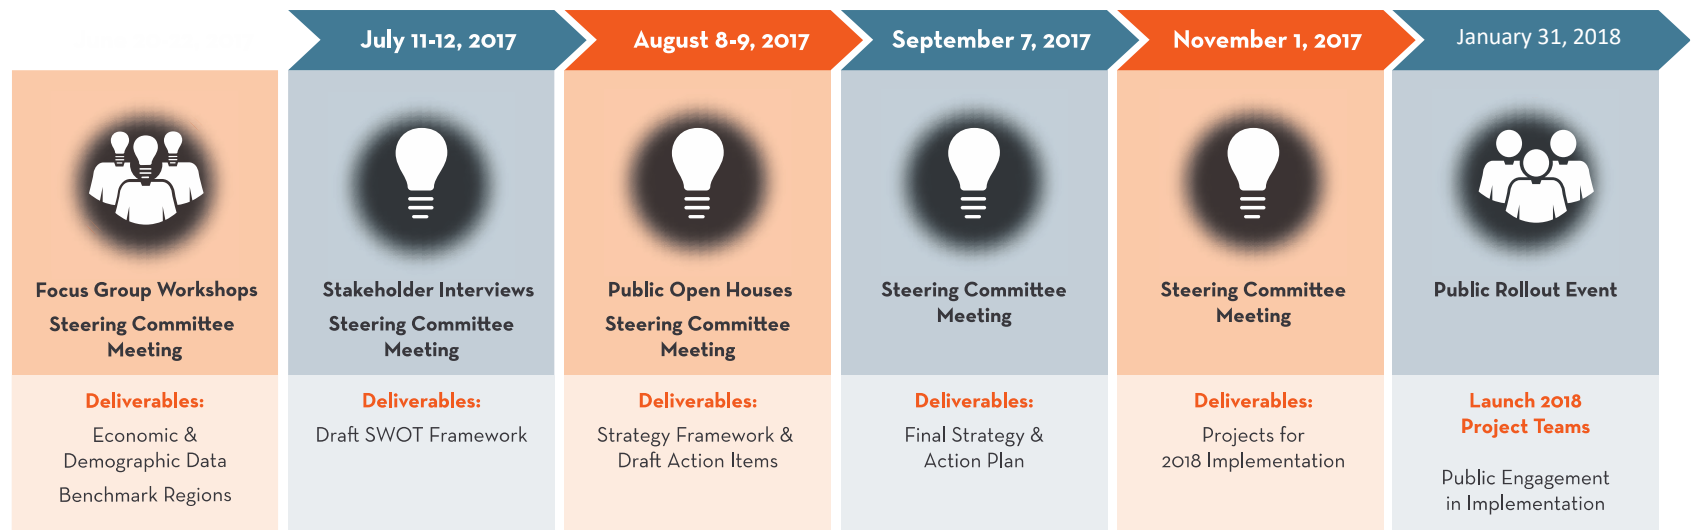 July 11-12, 2017
August 8-9, 2017
September 7, 2017
November 1, 2017
January 31, 2018
Focus Group Workshops
Steering Committee
Meeting
Deliverables:
Economic &
Demographic Data
Benchmark Regions
Stakeholder Interviews
Steering Committee
Meeting
Deliverables:
Draft SWOT Framework
Public Open Houses
Steering Committee
Meeting
Deliverables:
Strategy Framework &
Draft Action Items
Steering Committee
Meeting
Deliverables:
Final Strategy &
Action Plan
Steering Committee
Meeting
Deliverables:
Projects for
2018 Implementation
Public Rollout Event
Launch 2018
Project Teams
Public Engagement
in Implementation